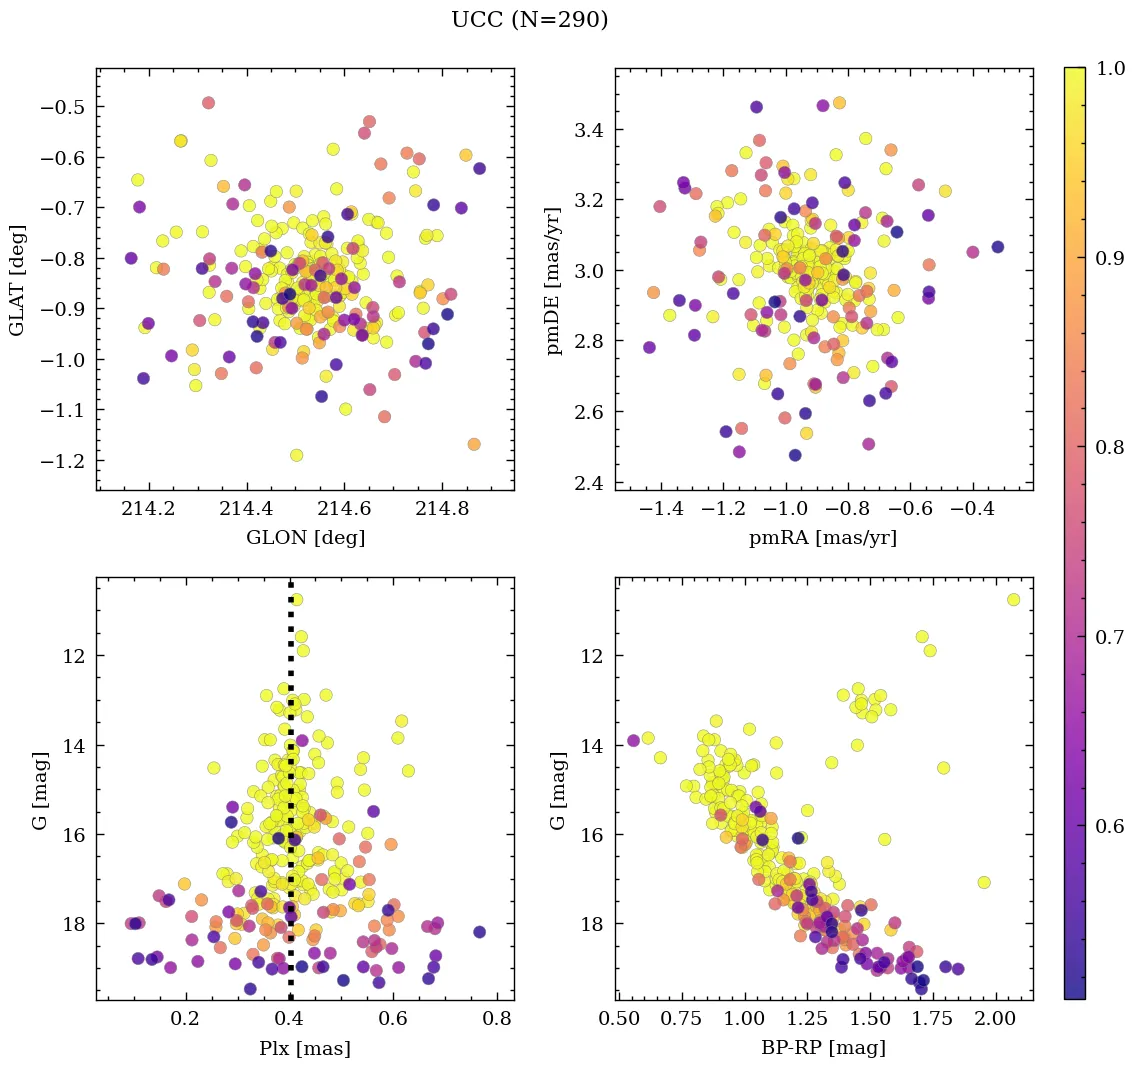 UCC (N=290)
−0.5
−0.6
−0.7
−0.8
−0.9
−1.0
−1.1
−1.2
GLAT [deg]
214.2 214.4 214.6 214.8
GLON [deg]
3.4
3.2
3.0
2.8
2.6
2.4
pmDE [mas/yr]
−1.4 −1.2 −1.0 −0.8 −0.6 −0.4
pmRA [mas/yr]
12
14
16
18
G [mag]
0.2 0.4 0.6 0.8
Plx [mas]
12
14
16
18
G [mag]
0.50 0.75 1.00 1.25 1.50 1.75 2.00
BP-RP [mag]
1.0
0.9
0.8
0.7
0.6